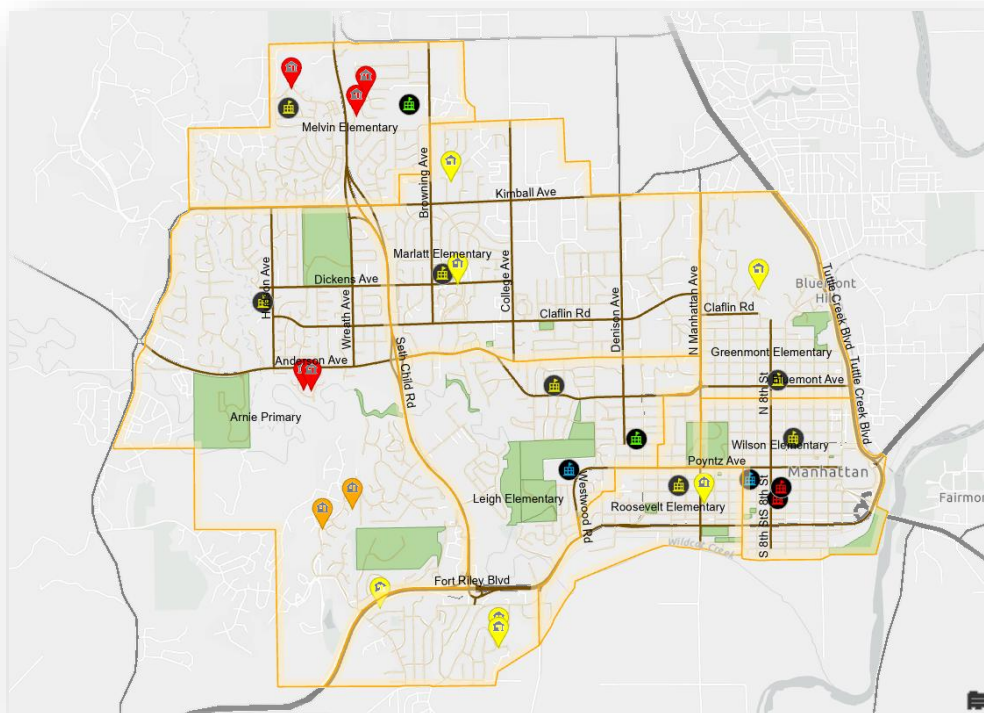 Melvin Elementary
Browning Ave
Kimball Ave
Marlatt Elementary
Dickens Ave
Wreath Ave
College Ave
Claflin Rd
Denison Ave
N Manhattan Ave
Claflin Rd
Tuttle Creek Blvd
Bluemont
Anderson Ave
Seth Child Rd
Greenmont Elementary
Bluemont Ave
N 8th St
Tuttle Creek Blvd
Arnie Primary
Wilson Elementary
Poyntz Ave
Manhattan
Leigh Elementary
Westwood Rd
Roosevelt Elementary
S 8th St
S 8th St
Fairmo
Wildcat Creek
Fort Riley Blvd